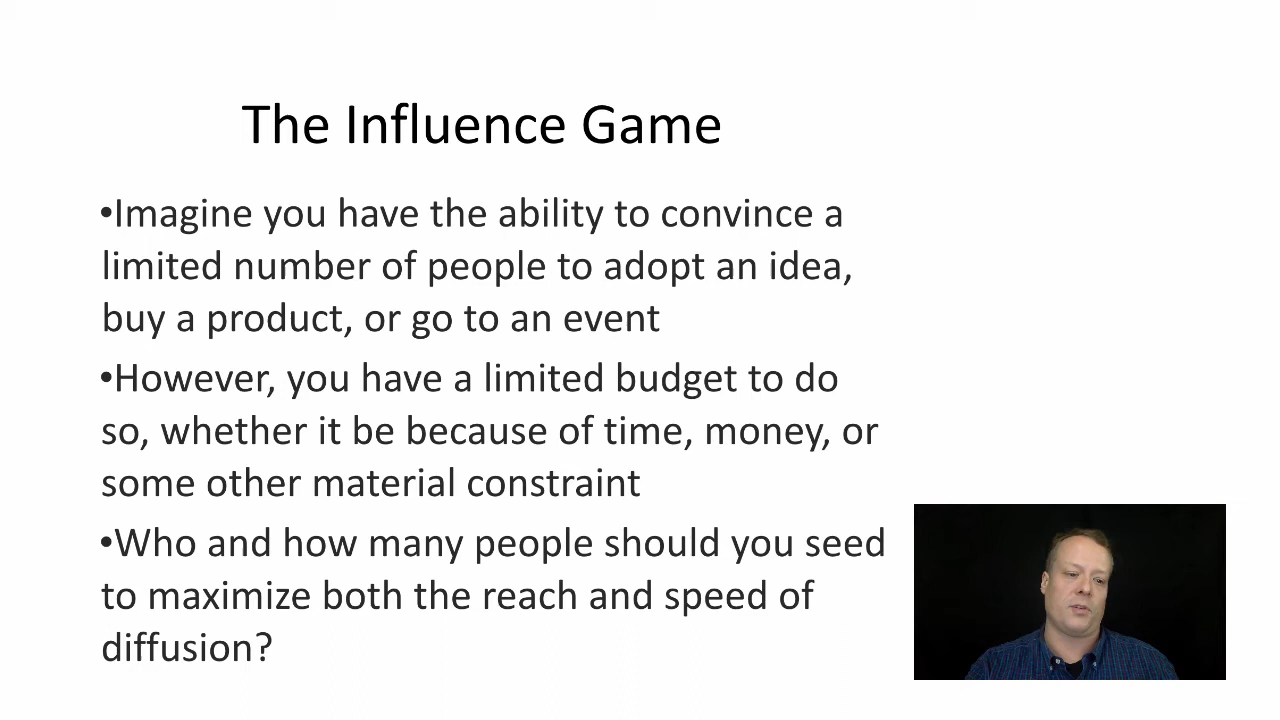 The Influence Game
•Imagine you have the ability to convince a
limited number of people to adopt an idea,
buy a product, or go to an event
•However, you have a limited budget to do
so, whether it be because of time, money, or
some other material constraint
•Who and how many people should you seed
to maximize both the reach and speed of
diffusion?